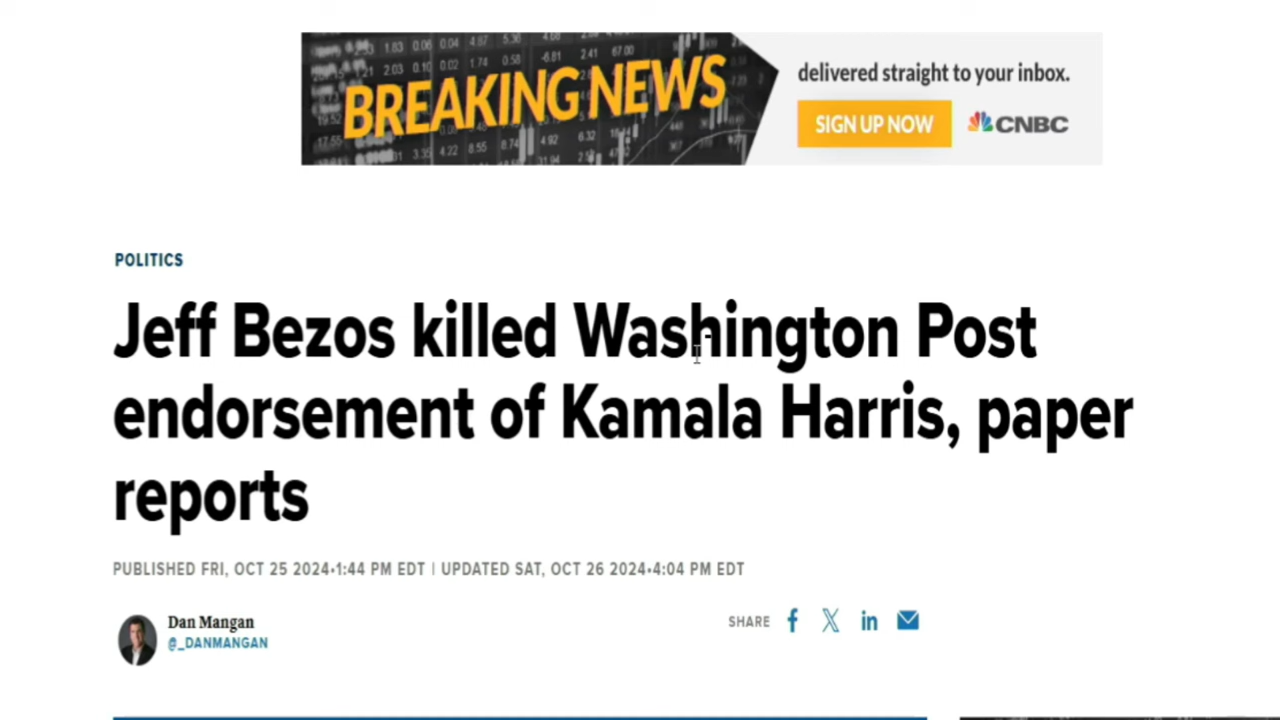 BREAKING NEWS
delivered straight to your inbox.
SIGN UP NOW
CNBC
POLITICS
Jeff Bezos killed Washington Post
endorsement of Kamala Harris, paper
reports
PUBLISHED FRI, OCT 25 2024•1:44 PM EDT | UPDATED SAT, OCT 26 2024•4:04 PM EDT
Dan Mangan
@_DANMANGAN
SHARE